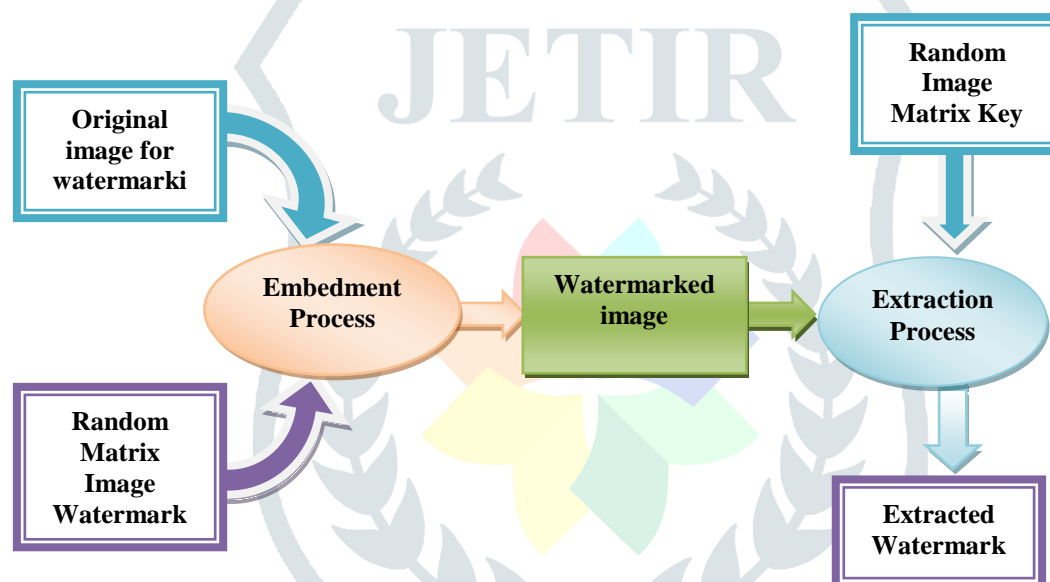 JETIR
Original
image for
watermarki
Random
Image
Matrix Key
Embedment
Process
Watermarked
image
Extraction
Process
Random
Matrix
Image
Watermark
Extracted
Watermark